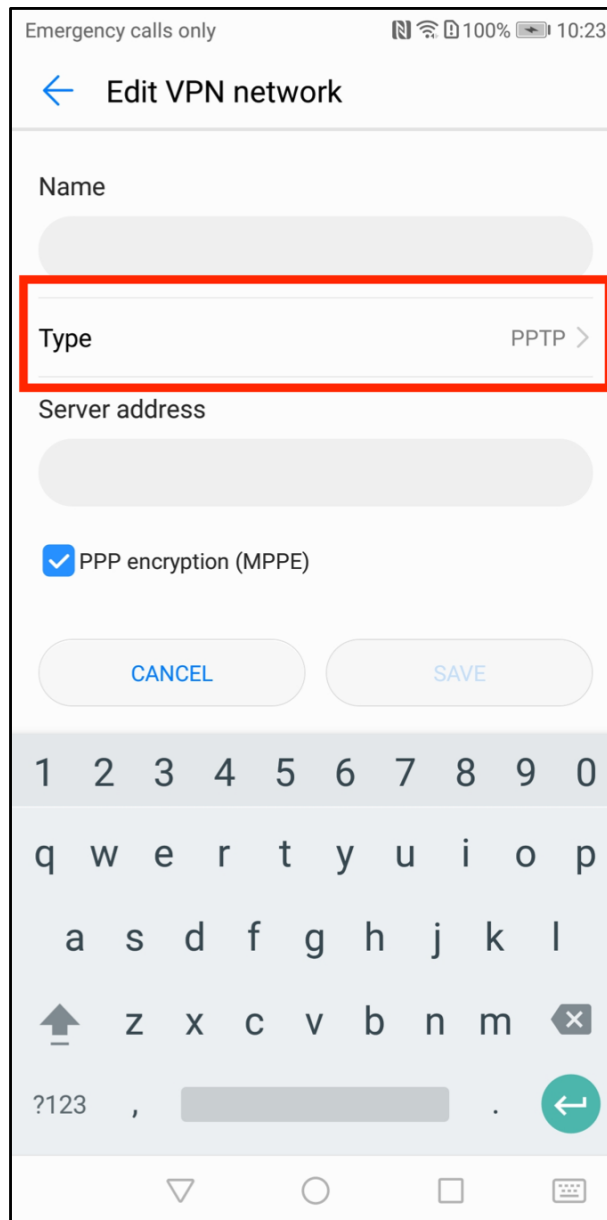 Emergency calls only 100% 10:23
Edit VPN network
Name
Type PPTP
Server address
PPP encryption (MPPE)
CANCEL SAVE
1 2 3 4 5 6 7 8 9 0
q w e r t y u i o p
a s d f g h j k l
z x c v b n m
?123 , .